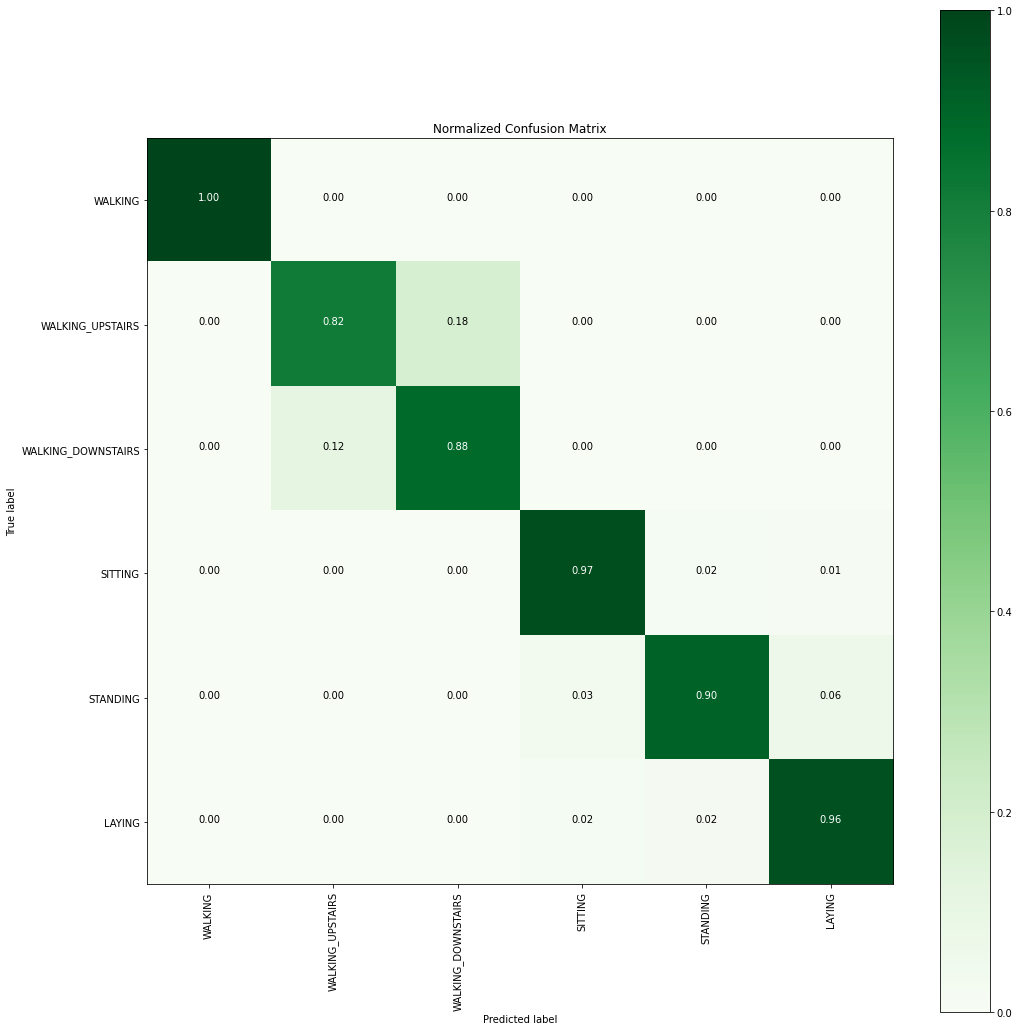 Normalized Confusion Matrix
WALKING 1.00 0.00 0.00 0.00 0.00 0.00
WALKING_UPSTAIRS 0.00 0.82 0.18 0.00 0.00 0.00
WALKING_DOWNSTAIRS 0.00 0.12 0.88 0.00 0.00 0.00
SITTING 0.00 0.00 0.00 0.97 0.02 0.01
STANDING 0.00 0.00 0.00 0.03 0.90 0.06
LAYING 0.00 0.00 0.00 0.02 0.02 0.96
True label
WALKING
WALKING_UPSTAIRS
WALKING_DOWNSTAIRS
SITTING
STANDING
LAYING
Predicted label
1.0
0.8
0.6
0.4
0.2
0.0